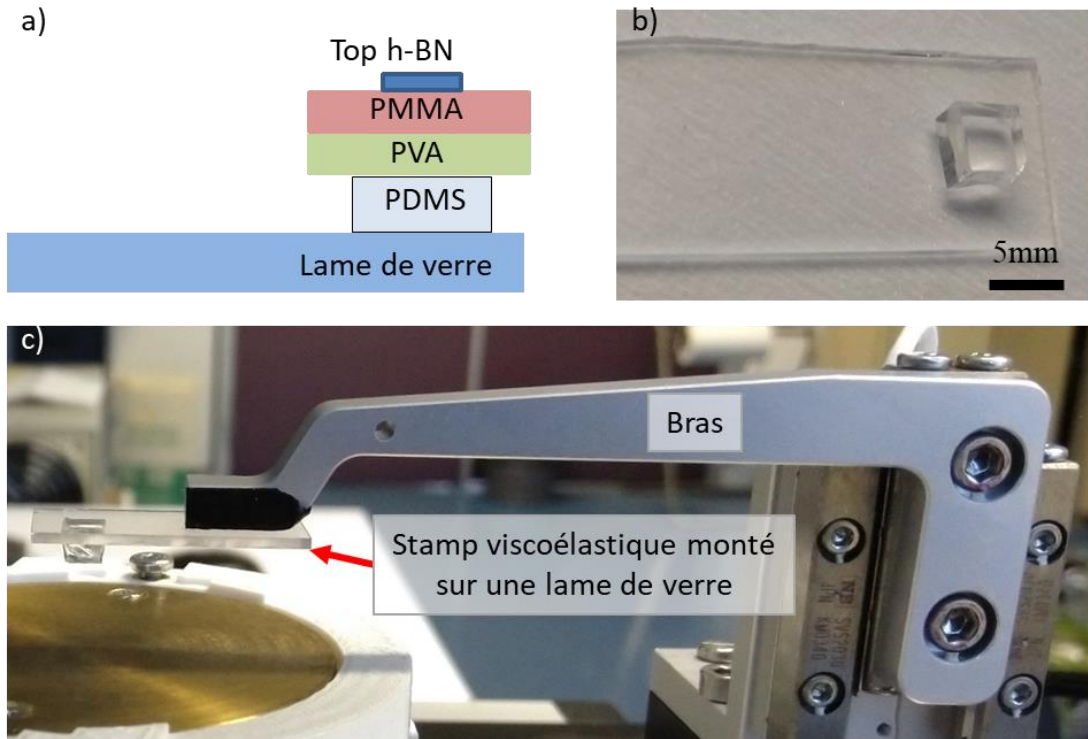 a)
Top h-BN
PMMA
PVA
PDMS
Lame de verre
b)
5mm
c)
Bras
Stamp viscoélastique monté
sur une lame de verre